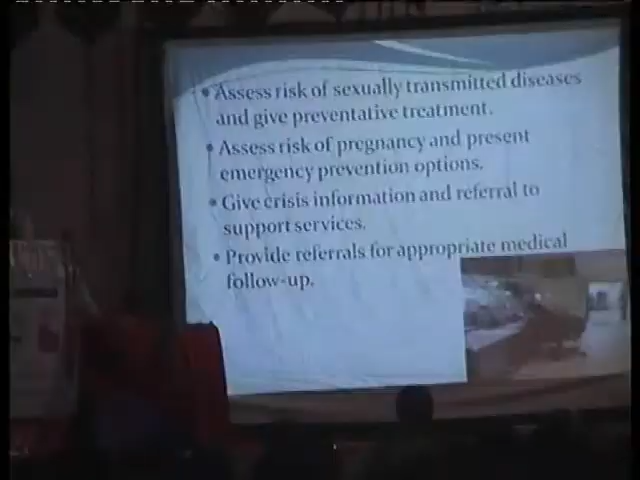 • Assess risk of sexually transmitted diseases
and give preventative treatment.
• Assess risk of pregnancy and present
emergency prevention options.
• Give crisis information and referral to
support services.
• Provide referrals for appropriate medical
follow-up.